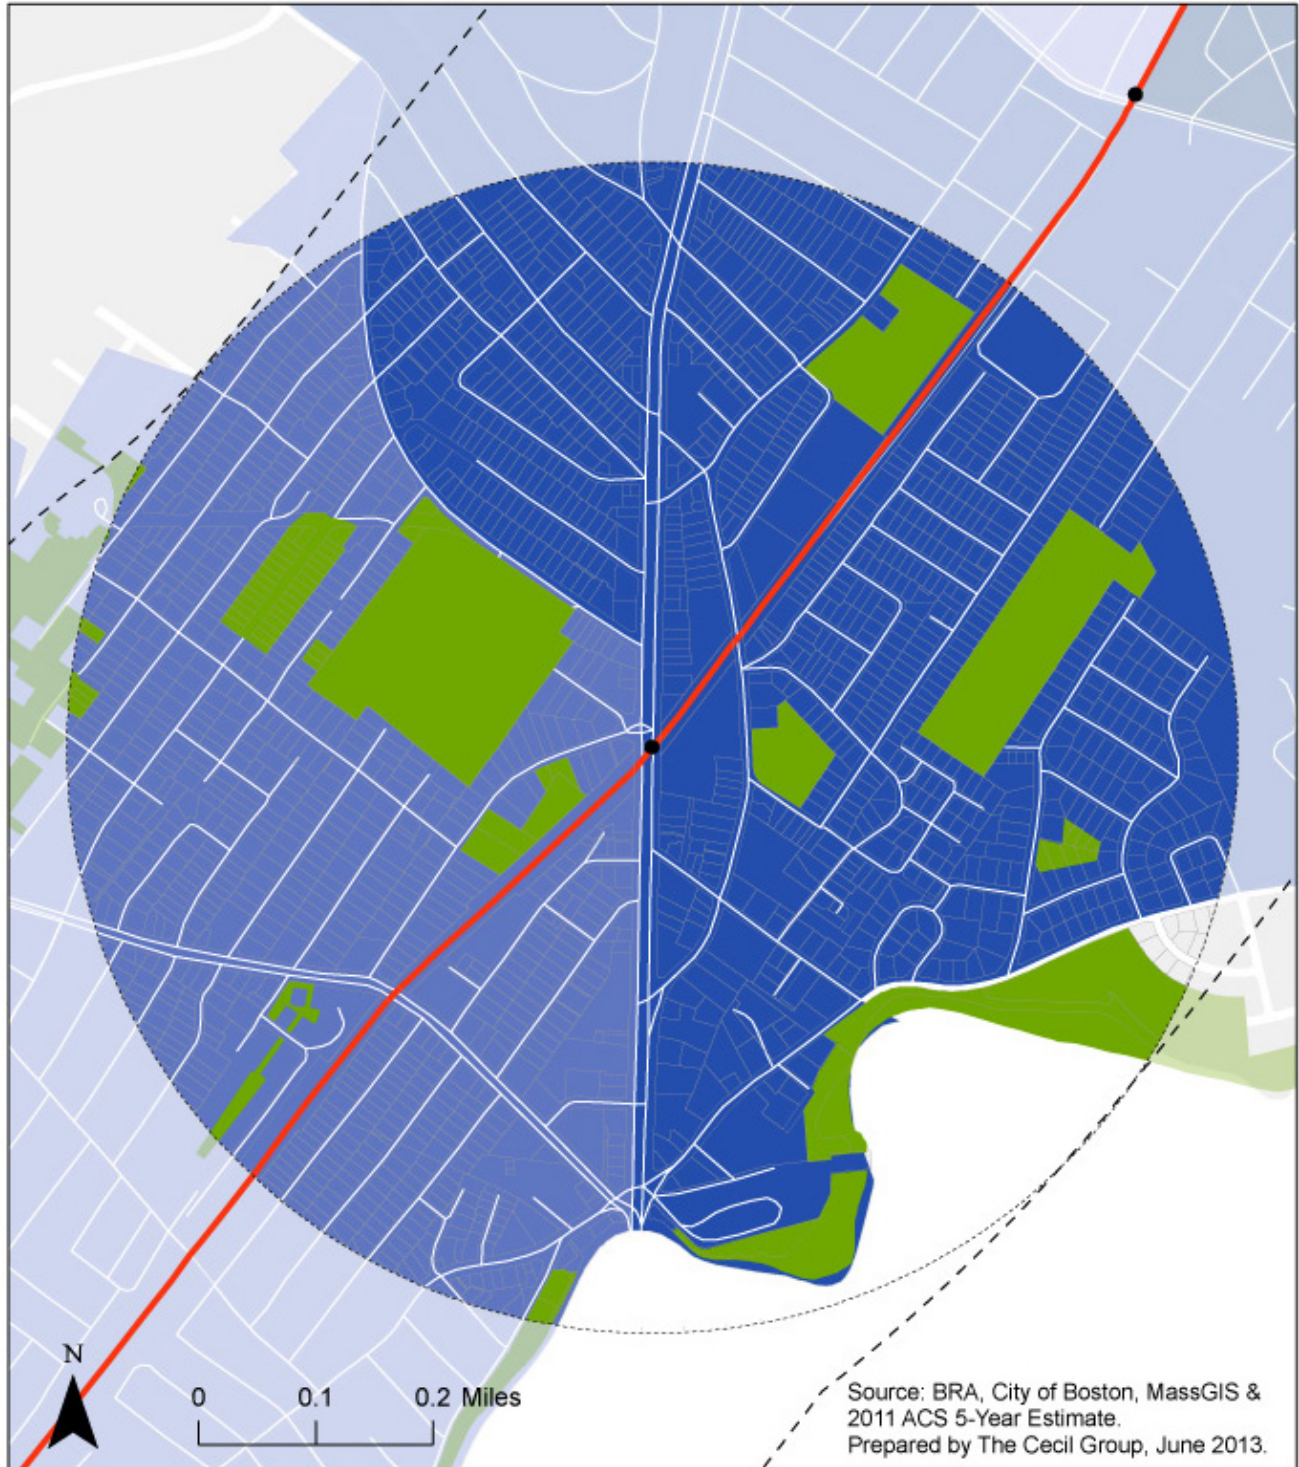 N
0 0.1 0.2 Miles
Source: BRA, City of Boston, MassGIS &
2011 ACS 5-Year Estimate.
Prepared by The Cecil Group, June 2013.